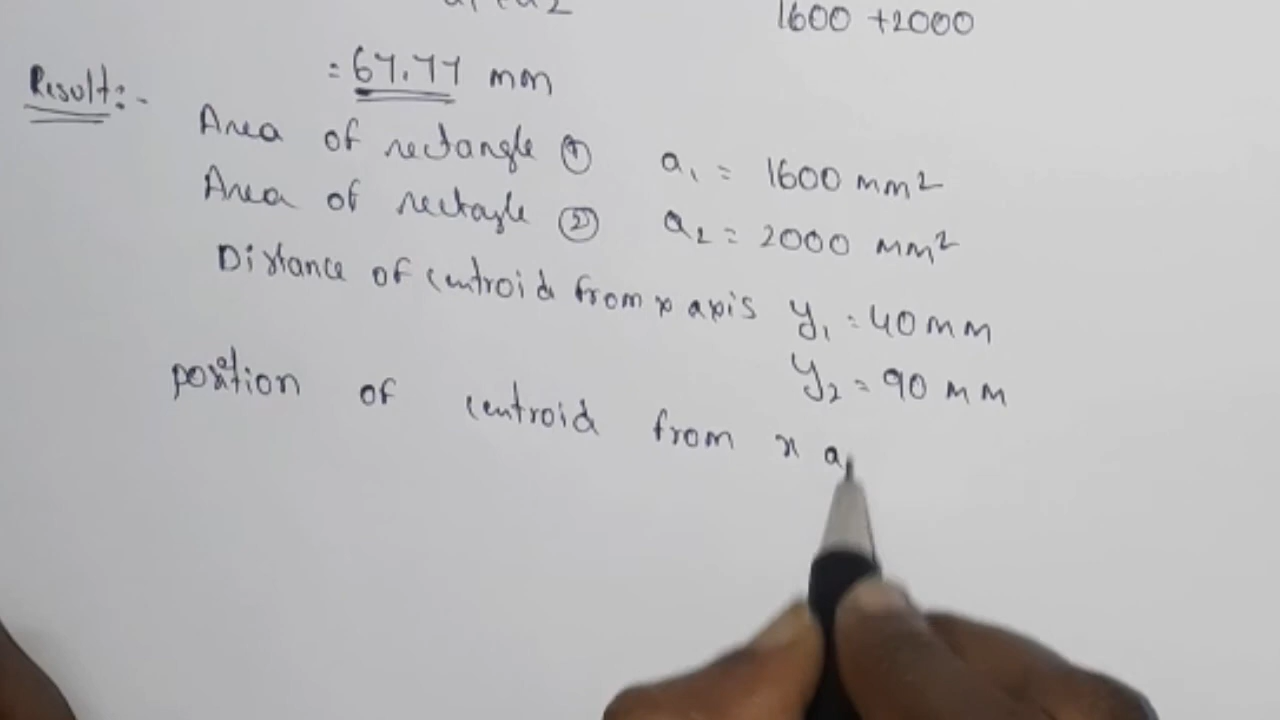 1600 +2000
= 67.77 mm
Result:-
Area of rectangle ① a₁ = 1600 mm²
Area of rectagle ② a₂ = 2000 mm²
Distance of centroid from x axis y₁ = 40 mm
y₂ = 90 mm
position of centroid from x a